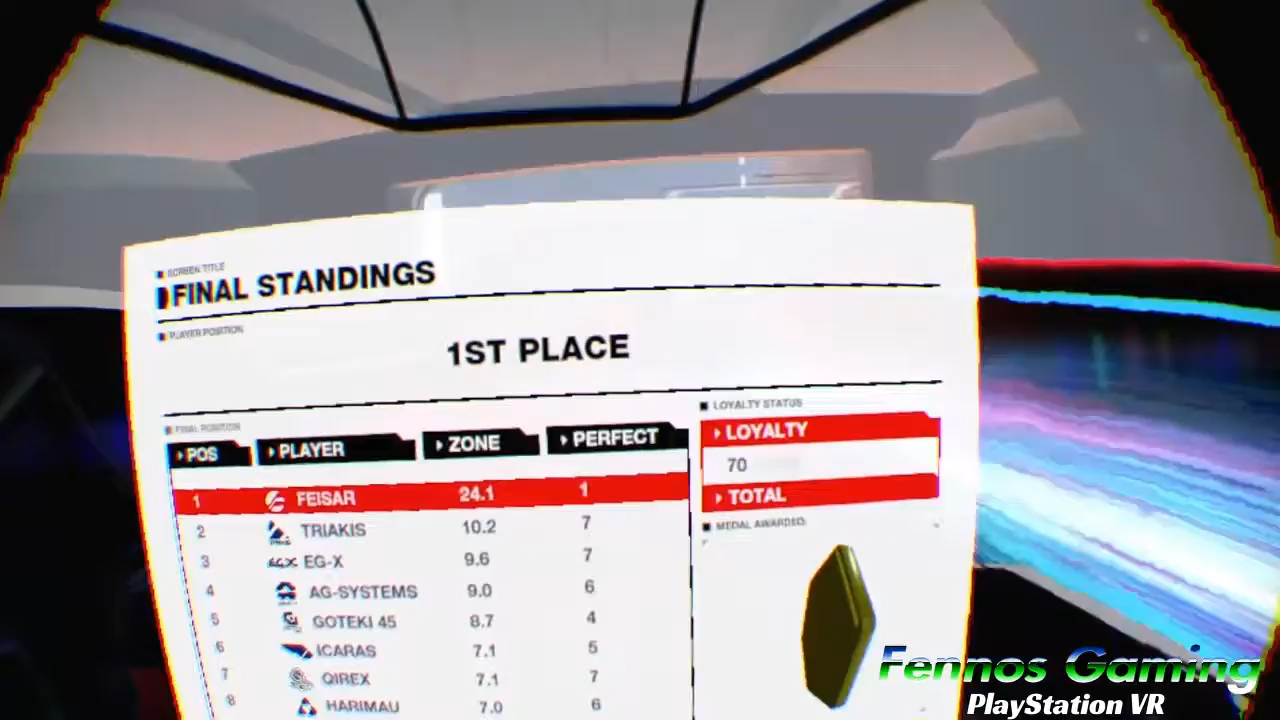 SCREEN TITLE
FINAL STANDINGS
PLAYER POSITION
1ST PLACE
FINAL POSITION
POS PLAYER ZONE PERFECT
1 FEISAR 24.1 1
2 TRIAKIS 10.2 7
3 EG-X 9.6 7
4 AG-SYSTEMS 9.0 6
5 GOTEKI 45 8.7 4
6 ICARAS 7.1 5
7 QIREX 7.1 7
8 HARIMAU 7.0 6
LOYALTY STATUS
LOYALTY
70
TOTAL
MEDAL AWARDED
Fennos Gaming
PlayStation VR